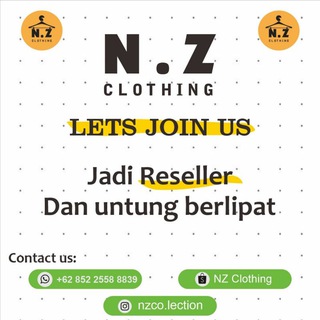 N.Z
CLOTHING
N.Z
CLOTHING
N.Z
CLOTHING
LETS JOIN US
Jadi Reseller
Dan untung berlipat
Contact us:
+62 852 2558 8839
NZ Clothing
nzco.lection